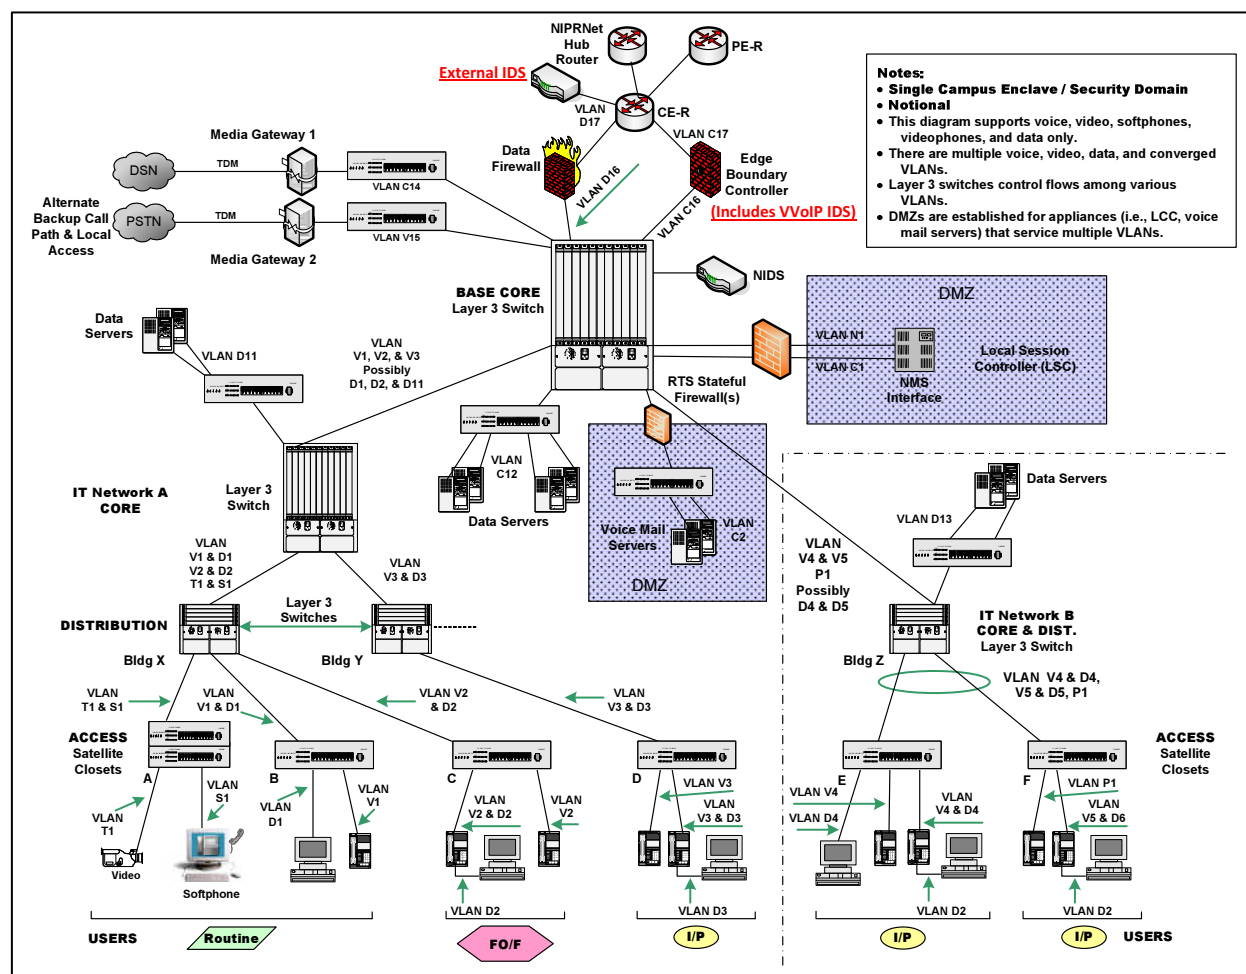 NIPRNet
Hub
Router
PE-R
External IDS
VLAN
D17
CE-R
VLAN C17
Notes:
• Single Campus Enclave / Security Domain
• Notional
• This diagram supports voice, video, softphones,
videophones, and data only.
• There are multiple voice, video, data, and converged
VLANs.
• Layer 3 switches control flows among various
VLANs.
• DMZs are established for appliances (i.e., LCC, voice
mail servers) that service multiple VLANs.
Media Gateway 1
DSN
TDM
VLAN C14
Data
Firewall
VLAN D16
Edge
Boundary
Controller
(Includes VVoIP IDS)
VLAN C16
Alternate
Backup Call
Path & Local
Access
PSTN
TDM
VLAN V15
Media Gateway 2
BASE CORE
Layer 3 Switch
NIDS
DMZ
Data
Servers
VLAN D11
VLAN
V1, V2, & V3
Possibly
D1, D2, & D11
VLAN N1
VLAN C1
NMS
Interface
Local Session
Controller (LSC)
RTS Stateful
Firewall(s)
IT Network A
CORE
Layer 3
Switch
VLAN
C12
Data Servers
Voice Mail
Servers
VLAN
C2
DMZ
Data Servers
VLAN D13
VLAN
V1 & D1
V2 & D2
T1 & S1
VLAN
V3 & D3
VLAN
V4 & V5
P1
Possibly
D4 & D5
DISTRIBUTION
Layer 3
Switches
IT Network B
CORE & DIST.
Layer 3 Switch
Bldg X
Bldg Y
Bldg Z
VLAN
T1 & S1
VLAN
V1 & D1
VLAN V2
& D2
VLAN
V3 & D3
VLAN V4 & D4,
V5 & D5, P1
ACCESS
Satellite
Closets
A
B
C
D
E
F
ACCESS
Satellite
Closets
VLAN
T1
VLAN
S1
VLAN
D1
VLAN
V1
VLAN
V2 & D2
VLAN
V2
VLAN V3
VLAN
V3 & D3
VLAN V4
VLAN D4
VLAN
V4 & D4
VLAN P1
VLAN
V5 & D6
Video
Softphone
VLAN D2
VLAN D3
VLAN D2
VLAN D2
USERS
Routine
FO/F
I/P
I/P
I/P
USERS